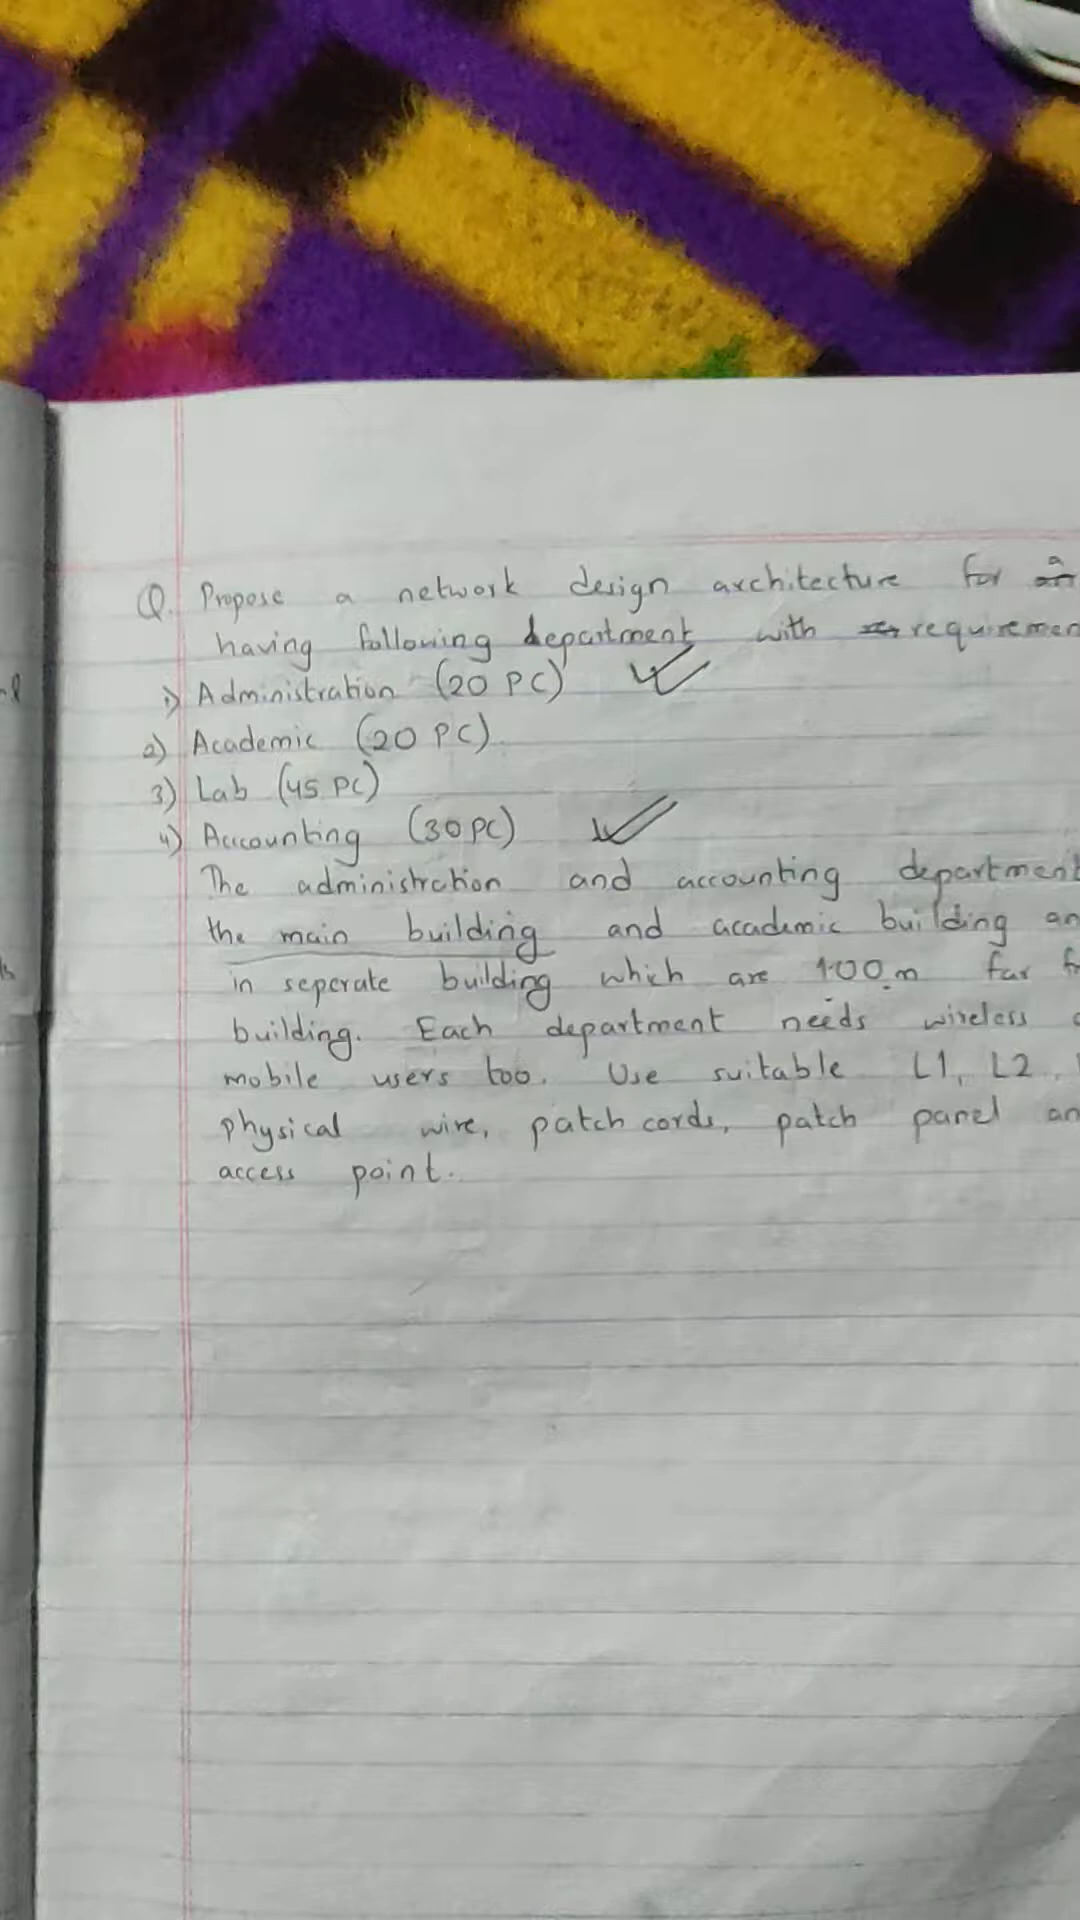 Q. Propose a network design architecture for a
having following department with requiremen
1) Administration (20 PC)
2) Academic (20 PC)
3) Lab (45 PC)
4) Acccounting (30 PC)
The administration and accounting department
the main building and academic building an
in seperate building which are 100 m far fr
building. Each department needs wireless
mobile users too. Use suitable L1, L2,
physical wire, patch cords, patch panel an
access point.